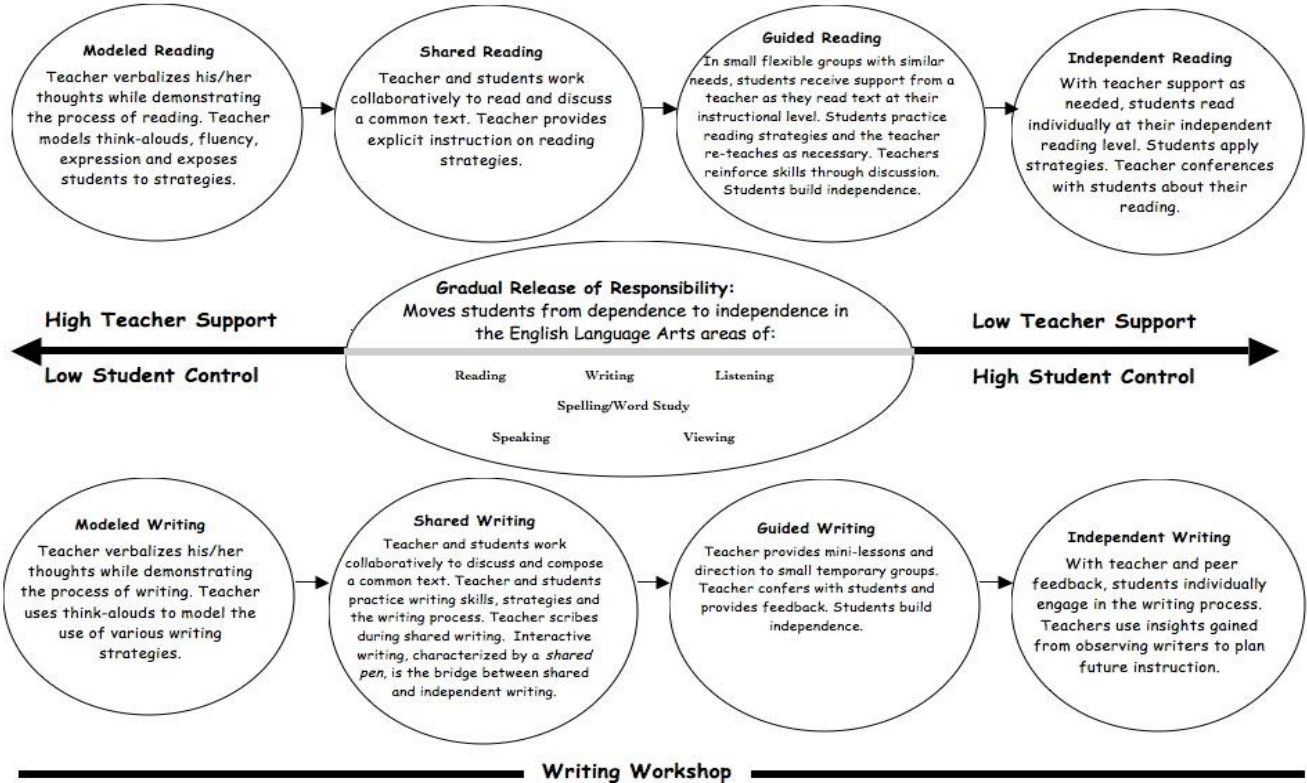 Modeled Reading
Teacher verbalizes his/her
thoughts while demonstrating
the process of reading. Teacher
models think-alouds, fluency,
expression and exposes
students to strategies.
Shared Reading
Teacher and students work
collaboratively to read and discuss
a common text. Teacher provides
explicit instruction on reading
strategies.
Guided Reading
In small flexible groups with similar
needs, students receive support from a
teacher as they read text at their
instructional level. Students practice
reading strategies and the teacher
re-teaches as necessary. Teachers
reinforce skills through discussion.
Students build independence.
Independent Reading
With teacher support as
needed, students read
individually at their independent
reading level. Students apply
strategies. Teacher conferences
with students about their
reading.
High Teacher Support
Low Student Control
Gradual Release of Responsibility:
Moves students from dependence to independence in
the English Language Arts areas of:
Reading Writing Listening
Spelling/Word Study
Speaking Viewing
Low Teacher Support
High Student Control
Modeled Writing
Teacher verbalizes his/her
thoughts while demonstrating
the process of writing. Teacher
uses think-alouds to model the
use of various writing
strategies.
Shared Writing
Teacher and students work
collaboratively to discuss and compose
a common text. Teacher and students
practice writing skills, strategies and
the writing process. Teacher scribes
during shared writing. Interactive
writing, characterized by a shared
pen, is the bridge between shared
and independent writing.
Guided Writing
Teacher provides mini-lessons and
direction to small temporary groups.
Teacher confers with students and
provides feedback. Students build
independence.
Independent Writing
With teacher and peer
feedback, students individually
engage in the writing process.
Teachers use insights gained
from observing writers to plan
future instruction.
Writing Workshop